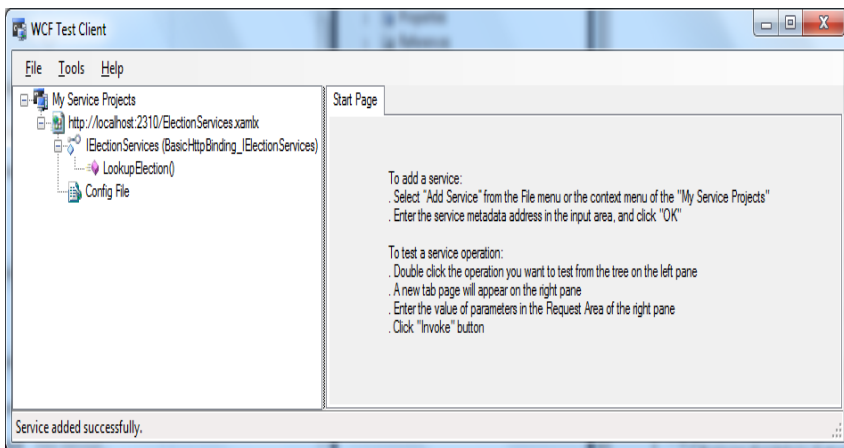 WCF Test Client
Properties
References
File Tools Help
My Service Projects
http://localhost:2310/ElectionServices.xamlx
IElectionServices (BasicHttpBinding_IElectionServices)
LookupElection()
Config File
Start Page
To add a service:
. Select "Add Service" from the File menu or the context menu of the "My Service Projects"
. Enter the service metadata address in the input area, and click "OK"
To test a service operation:
. Double click the operation you want to test from the tree on the left pane
. A new tab page will appear on the right pane
. Enter the value of parameters in the Request Area of the right pane
. Click "Invoke" button
Service added successfully.